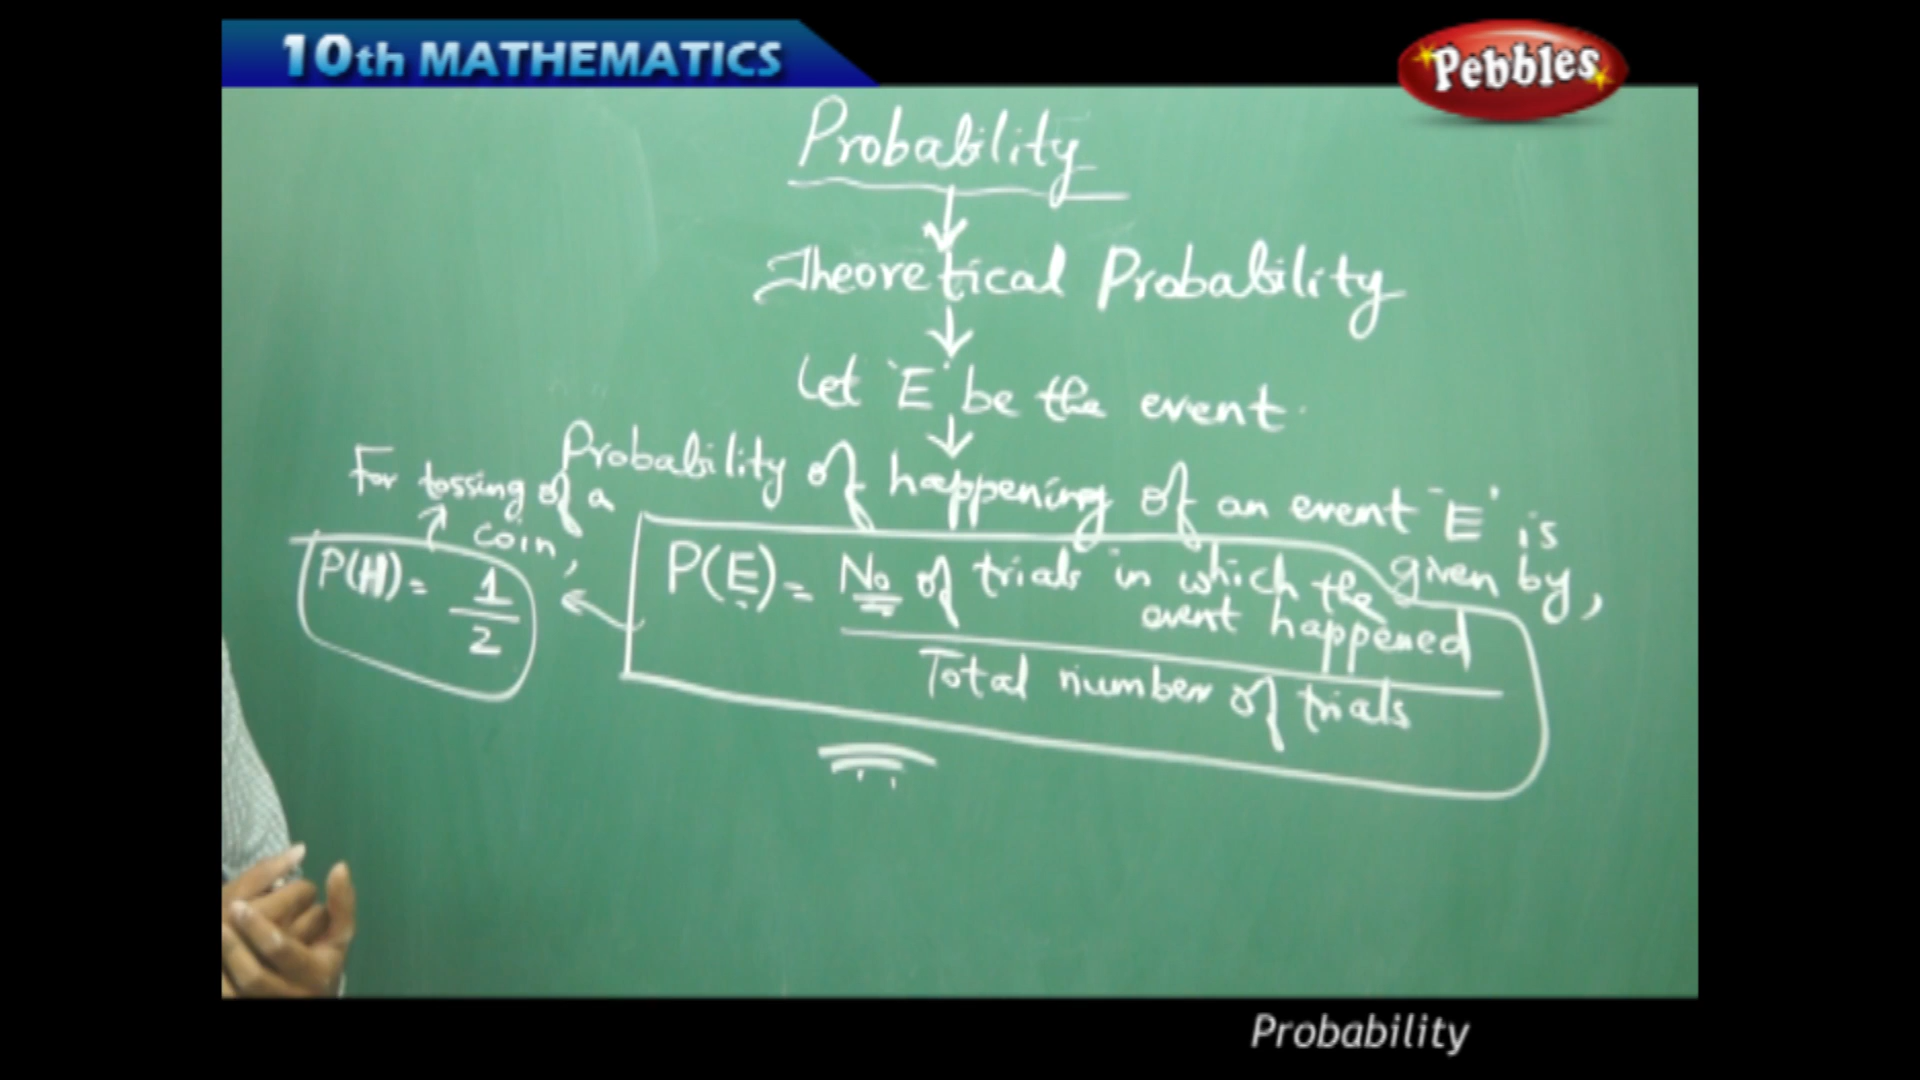 10th MATHEMATICS
Pebbles
Probability
Theoretical Probability
Let 'E' be the event.
Probability of happening of an event 'E' is
given by,
P(E) = No of trials in which the
event happened
Total number of trials
For tossing of a
coin,
P(H) = 1
2
Probability